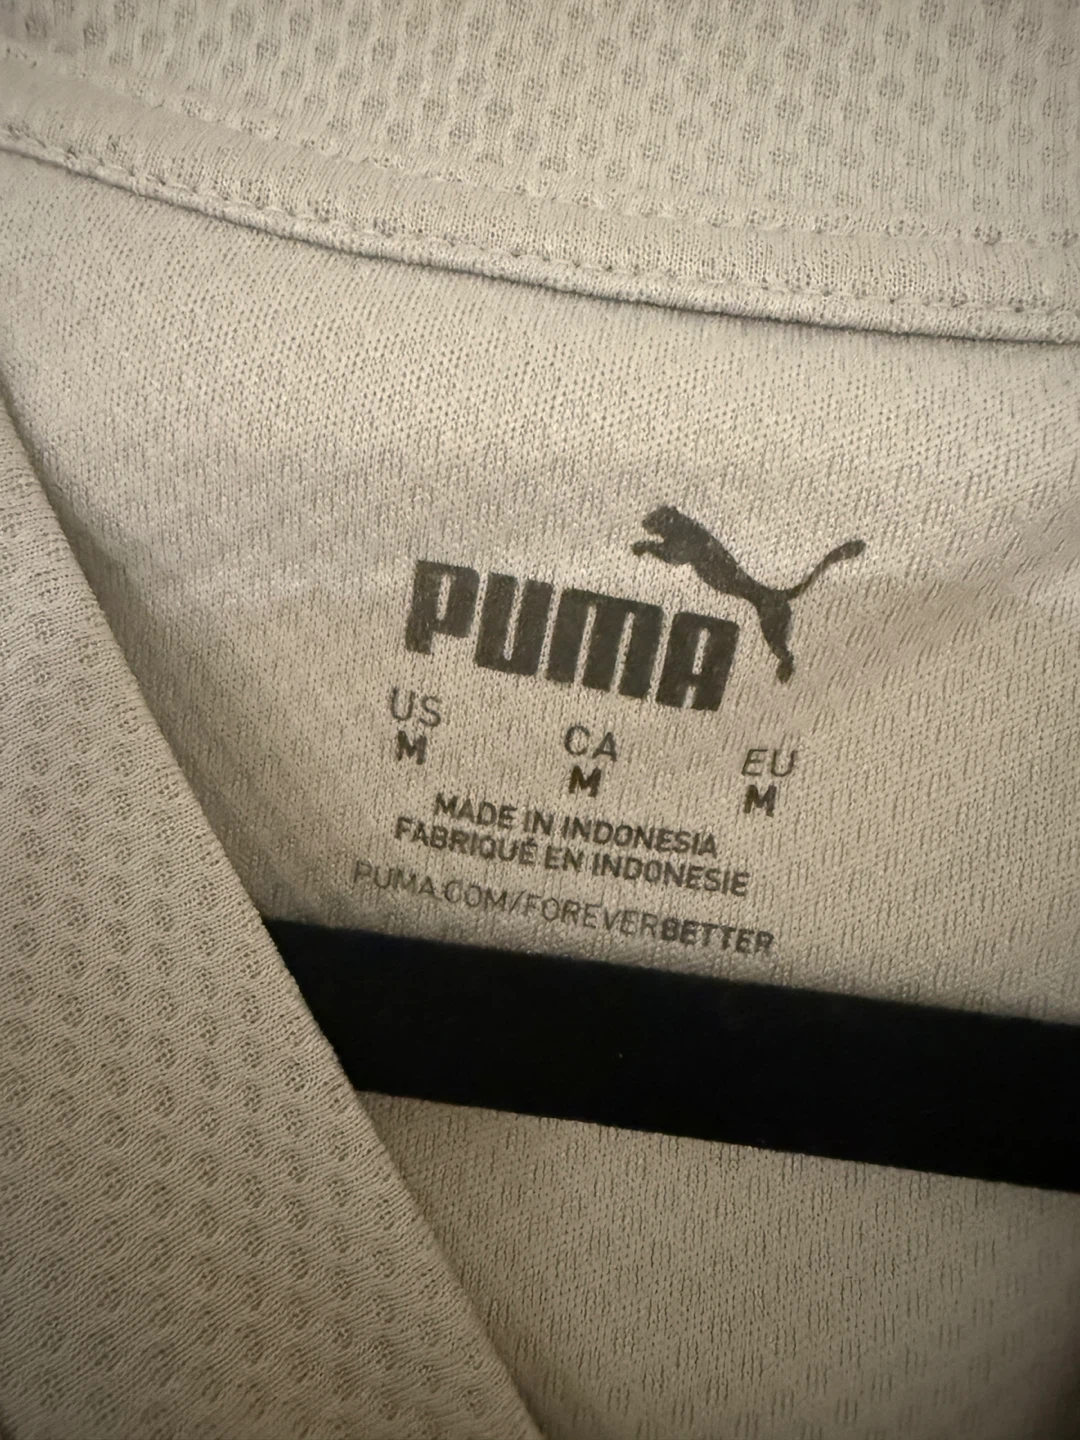 PUMA
US CA EU
M M M
MADE IN INDONESIA
FABRIQUÉ EN INDONESIE
PUMA.COM/FOREVERBETTER